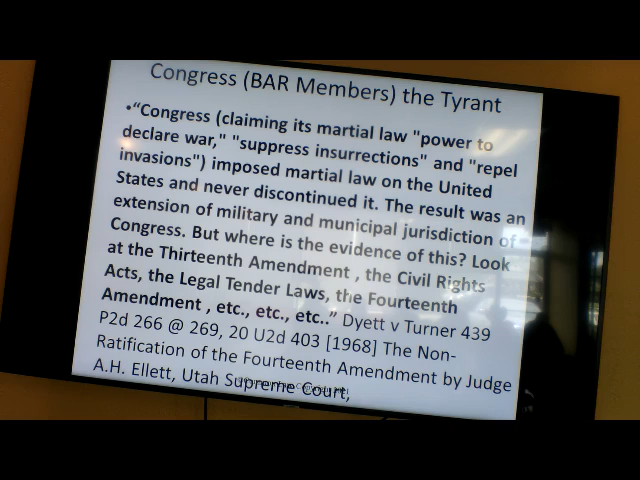 Congress (BAR Members) the Tyrant
•“Congress (claiming its martial law "power to
declare war," "suppress insurrections" and "repel
invasions") imposed martial law on the United
States and never discontinued it. The result was an
extension of military and municipal jurisdiction of
Congress. But where is the evidence of this? Look
at the Thirteenth Amendment , the Civil Rights
Acts, the Legal Tender Laws, the Fourteenth
Amendment , etc., etc., etc..” Dyett v Turner 439
P2d 266 @ 269, 20 U2d 403 [1968] The Non-
Ratification of the Fourteenth Amendment by Judge
A.H. Ellett, Utah Supreme Court,